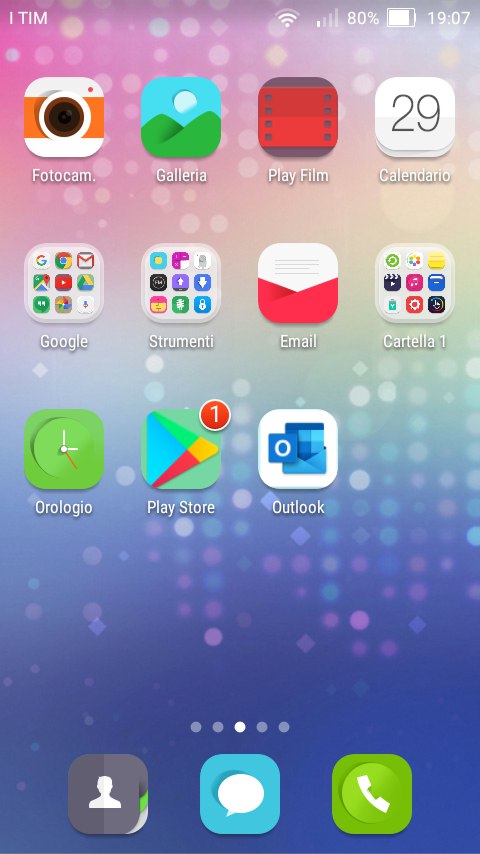 I TIM 80% 19:07
29
Fotocam. Galleria Play Film Calendario
Google Strumenti Email Cartella 1
1
Orologio Play Store Outlook